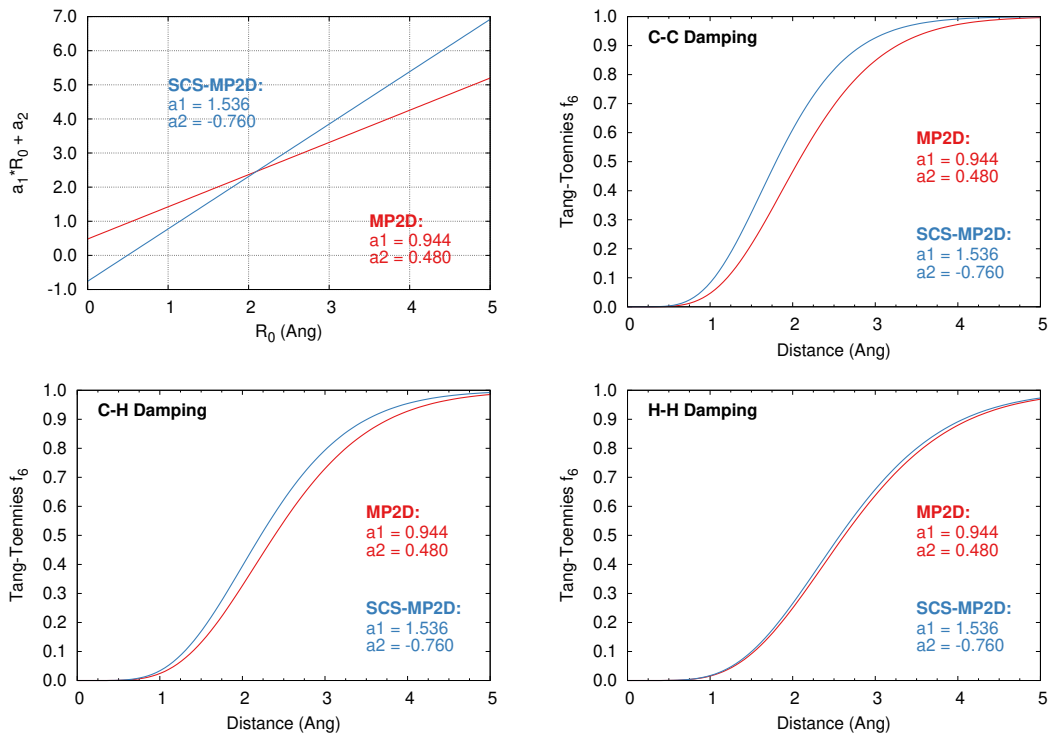 7.0
6.0
5.0
4.0
3.0
2.0
1.0
0.0
-1.0
a1*R0 + a2
SCS-MP2D:
a1 = 1.536
a2 = -0.760
MP2D:
a1 = 0.944
a2 = 0.480
0 1 2 3 4 5
R0 (Ang)
1.0
0.9
0.8
0.7
0.6
0.5
0.4
0.3
0.2
0.1
0.0
Tang-Toennies f6
C-C Damping
MP2D:
a1 = 0.944
a2 = 0.480
SCS-MP2D:
a1 = 1.536
a2 = -0.760
0 1 2 3 4 5
Distance (Ang)
1.0
0.9
0.8
0.7
0.6
0.5
0.4
0.3
0.2
0.1
0.0
Tang-Toennies f6
C-H Damping
MP2D:
a1 = 0.944
a2 = 0.480
SCS-MP2D:
a1 = 1.536
a2 = -0.760
0 1 2 3 4 5
Distance (Ang)
1.0
0.9
0.8
0.7
0.6
0.5
0.4
0.3
0.2
0.1
0.0
Tang-Toennies f6
H-H Damping
MP2D:
a1 = 0.944
a2 = 0.480
SCS-MP2D:
a1 = 1.536
a2 = -0.760
0 1 2 3 4 5
Distance (Ang)